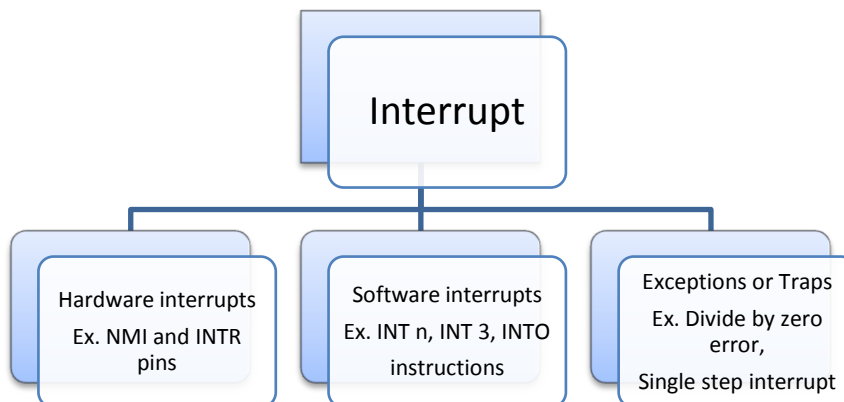 Interrupt
Hardware interrupts
Ex. NMI and INTR
pins
Software interrupts
Ex. INT n, INT 3, INTO
instructions
Exceptions or Traps
Ex. Divide by zero
error,
Single step interrupt